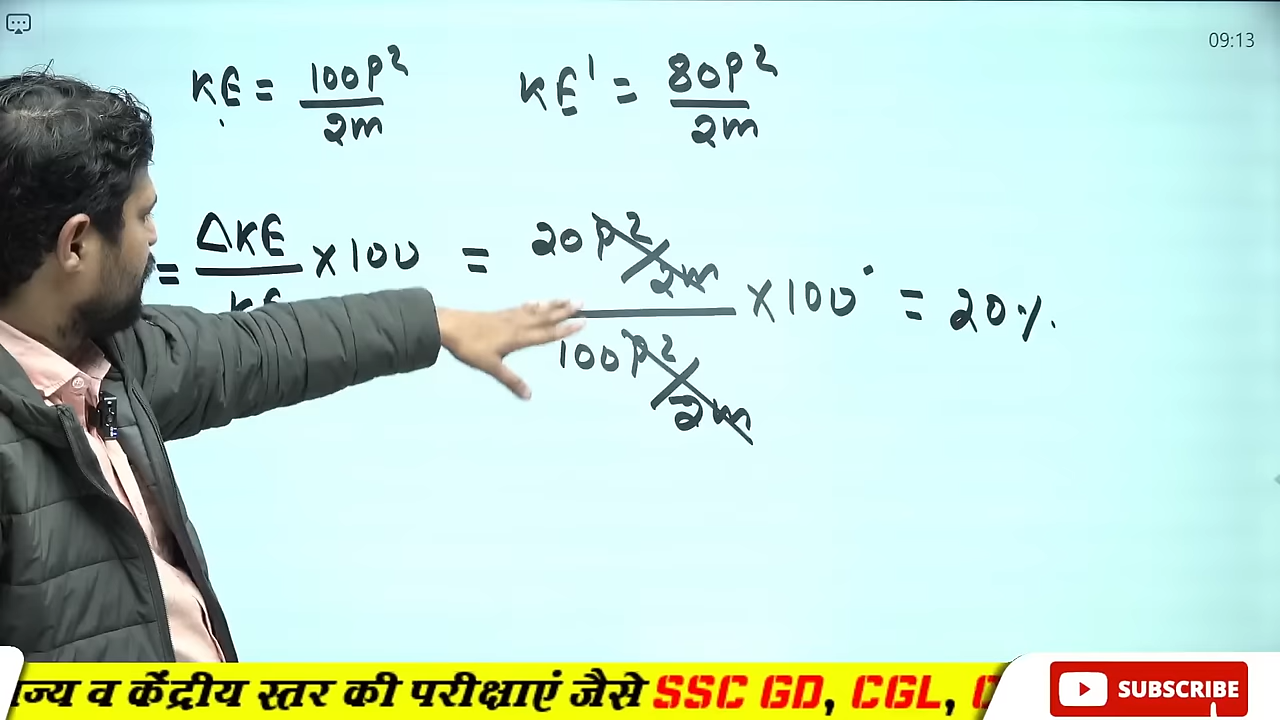 09:13
KE = 100P²/2m KE' = 80P²/2m
= ΔKE/KE ×100 = 20P²/2m / 100P²/2m ×100 = 20%.
ज्य व केंद्रीय स्तर की परीक्षाएं जैसे SSC GD, CGL, C
SUBSCRIBE